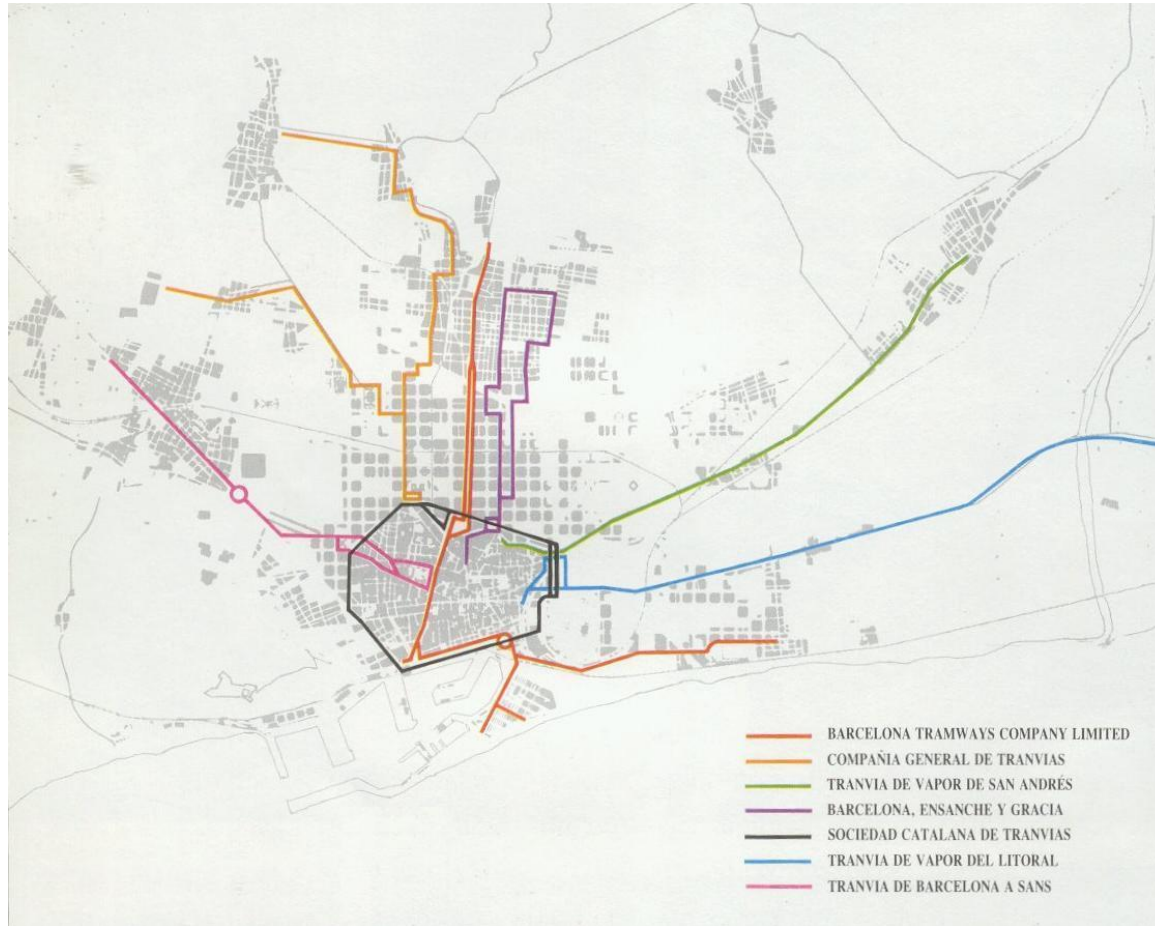 BARCELONA TRAMWAYS COMPANY LIMITED
COMPAÑIA GENERAL DE TRANVIAS
TRANVIA DE VAPOR DE SAN ANDRÉS
BARCELONA, ENSANCHE Y GRACIA
SOCIEDAD CATALANA DE TRANVIAS
TRANVIA DE VAPOR DEL LITORAL
TRANVIA DE BARCELONA A SANS